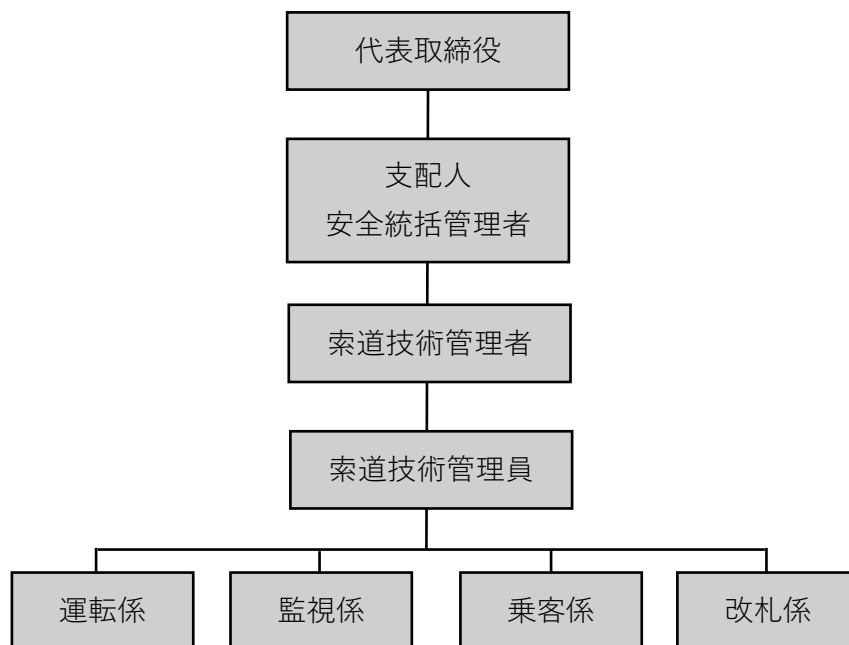 代表取締役
支配人
安全統括管理者
索道技術管理者
索道技術管理員
運転係
監視係
乗客係
改札係